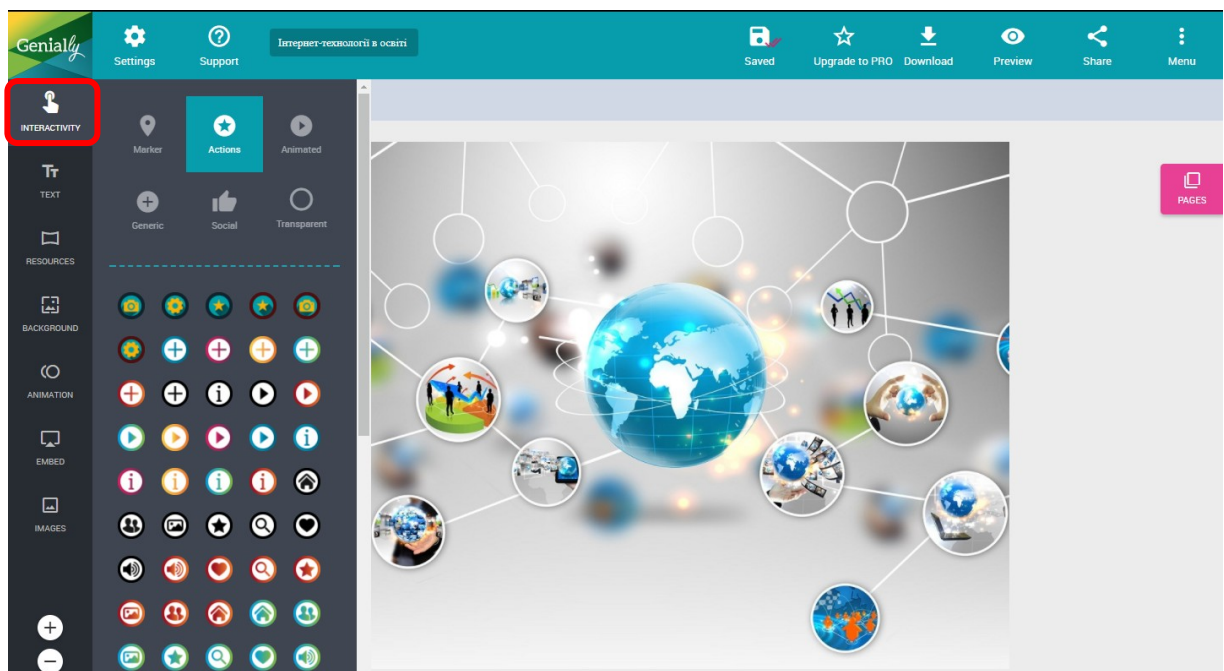 Genially
Settings
Support
Інтернет-технології в освіті
Saved
Upgrade to PRO
Download
Preview
Share
Menu
INTERACTIVITY
Marker
Actions
Animated
TEXT
Generic
Social
Transparent
PAGES
RESOURCES
BACKGROUND
ANIMATION
EMBED
IMAGES